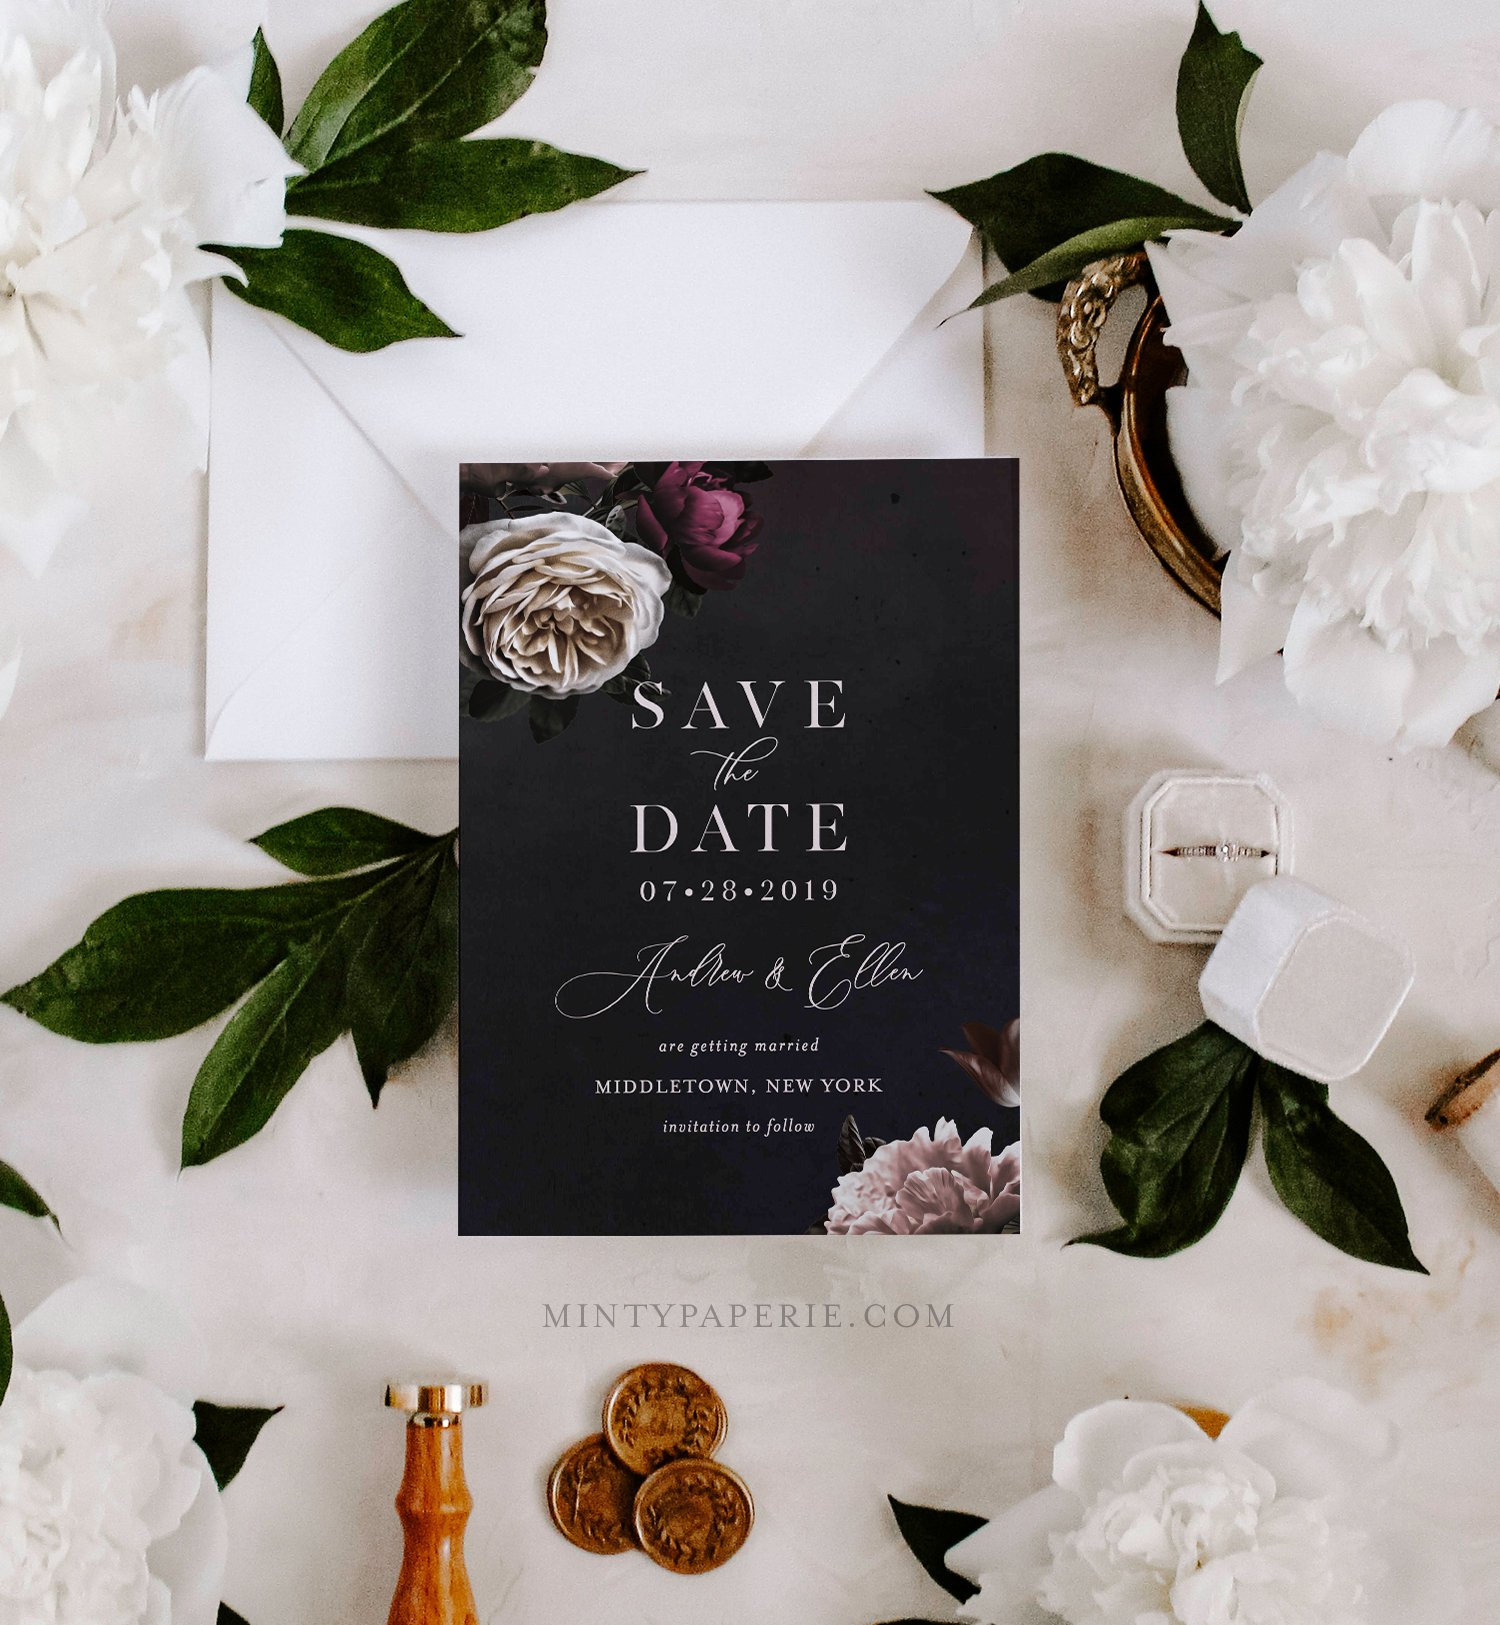 SAVE
the
DATE
07•28•2019
Andrew & Ellen
are getting married
MIDDLETOWN, NEW YORK
invitation to follow
MINTYPAPERIE.COM